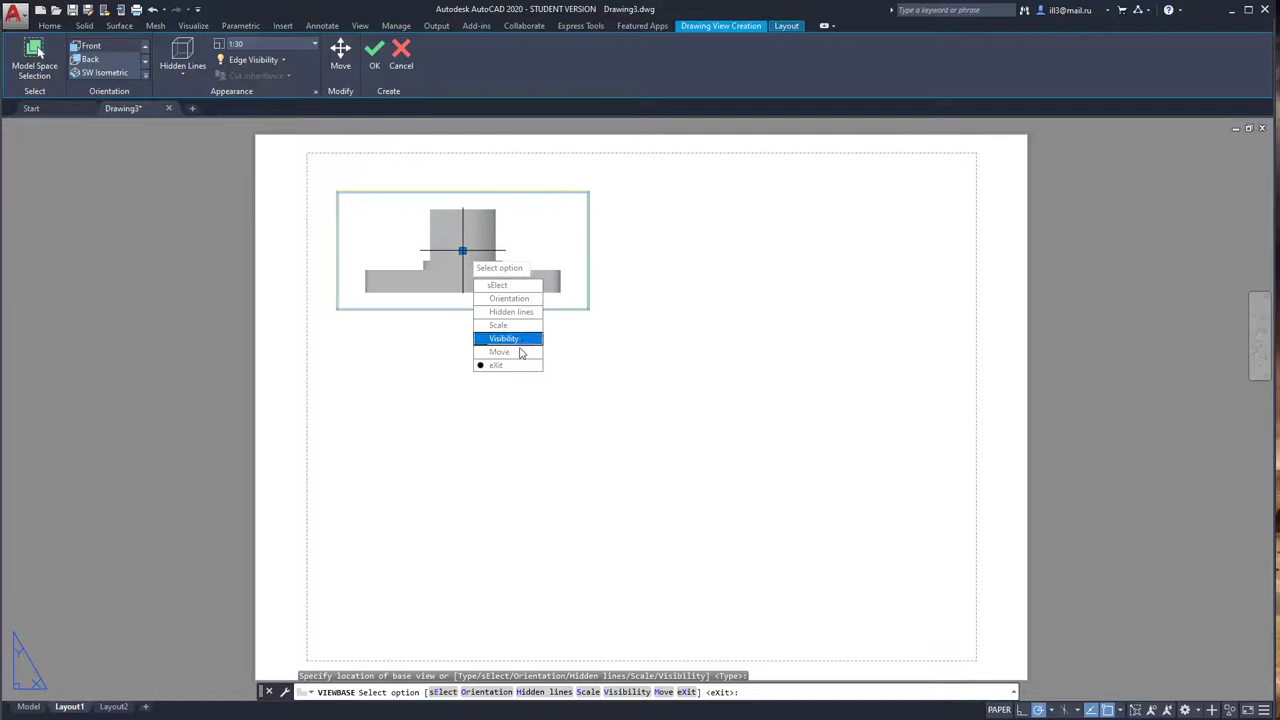 Autodesk AutoCAD 2020 - STUDENT VERSION Drawing3.dwg
Type a keyword or phrase
ill3@mail.ru
Home Solid Surface Mesh Visualize Parametric Insert Annotate View Manage Output Add-ins Collaborate Express Tools Featured Apps Drawing View Creation Layout
Model Space Selection
Front
Back
SW Isometric
Hidden Lines
1:30
Edge Visibility
Cut inheritance
Move
OK
Cancel
Select Orientation Appearance Modify Create
Start Drawing3*
Select option
sElect
Orientation
Hidden lines
Scale
Visibility
Move
eXit
Y
X
Specify location of base view or [Type/sElect/Orientation/Hidden lines/Scale/Visibility] <Type>:
VIEWBASE Select option [sElect Orientation Hidden lines Scale Visibility Move eXit] <eXit>:
Model Layout1 Layout2
PAPER